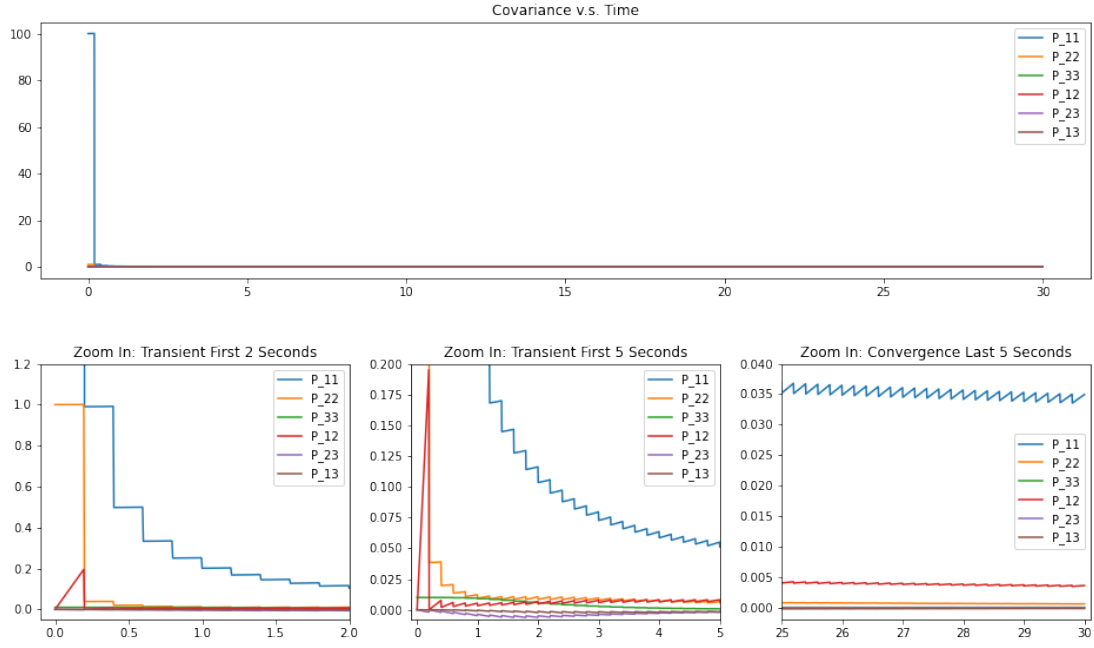 Covariance v.s. Time
100
80
60
40
20
0
0 5 10 15 20 25 30
P_11
P_22
P_33
P_12
P_23
P_13
Zoom In: Transient First 2 Seconds
1.2
1.0
0.8
0.6
0.4
0.2
0.0
0.0 0.5 1.0 1.5 2.0
P_11
P_22
P_33
P_12
P_23
P_13
Zoom In: Transient First 5 Seconds
0.200
0.175
0.150
0.125
0.100
0.075
0.050
0.025
0.000
0 1 2 3 4 5
P_11
P_22
P_33
P_12
P_23
P_13
Zoom In: Convergence Last 5 Seconds
0.040
0.035
0.030
0.025
0.020
0.015
0.010
0.005
0.000
25 26 27 28 29 30
P_11
P_22
P_33
P_12
P_23
P_13